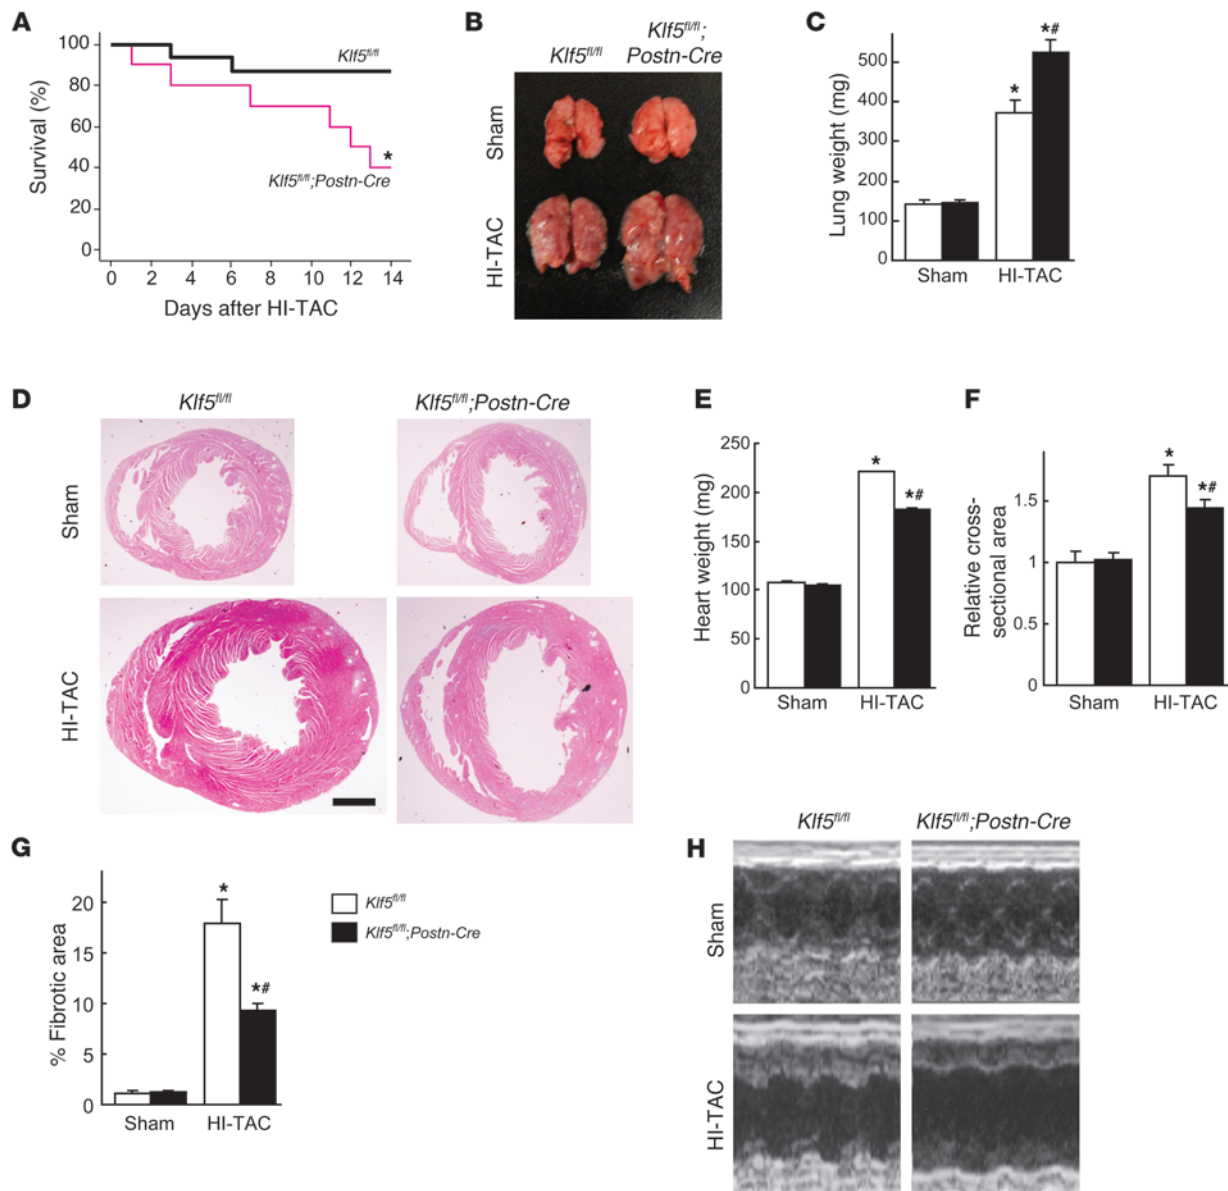 A
Survival (%)
100
80
60
40
20
0
Klf5fl/fl
*
Klf5fl/fl;Postn-Cre
0 2 4 6 8 10 12 14
Days after HI-TAC
B
Klf5fl/fl
Klf5fl/fl;
Postn-Cre
Sham
HI-TAC
C
Lung weight (mg)
500
400
300
200
100
0
*
*#
Sham HI-TAC
D
Klf5fl/fl
Klf5fl/fl;Postn-Cre
Sham
HI-TAC
E
Heart weight (mg)
250
200
150
100
50
0
*
*#
Sham HI-TAC
F
Relative cross-
sectional area
1.5
1
0.5
0
*
*#
Sham HI-TAC
G
% Fibrotic area
20
15
10
5
0
*
*#
Sham HI-TAC
Klf5fl/fl
Klf5fl/fl;Postn-Cre
H
Klf5fl/fl
Klf5fl/fl;Postn-Cre
Sham
HI-TAC